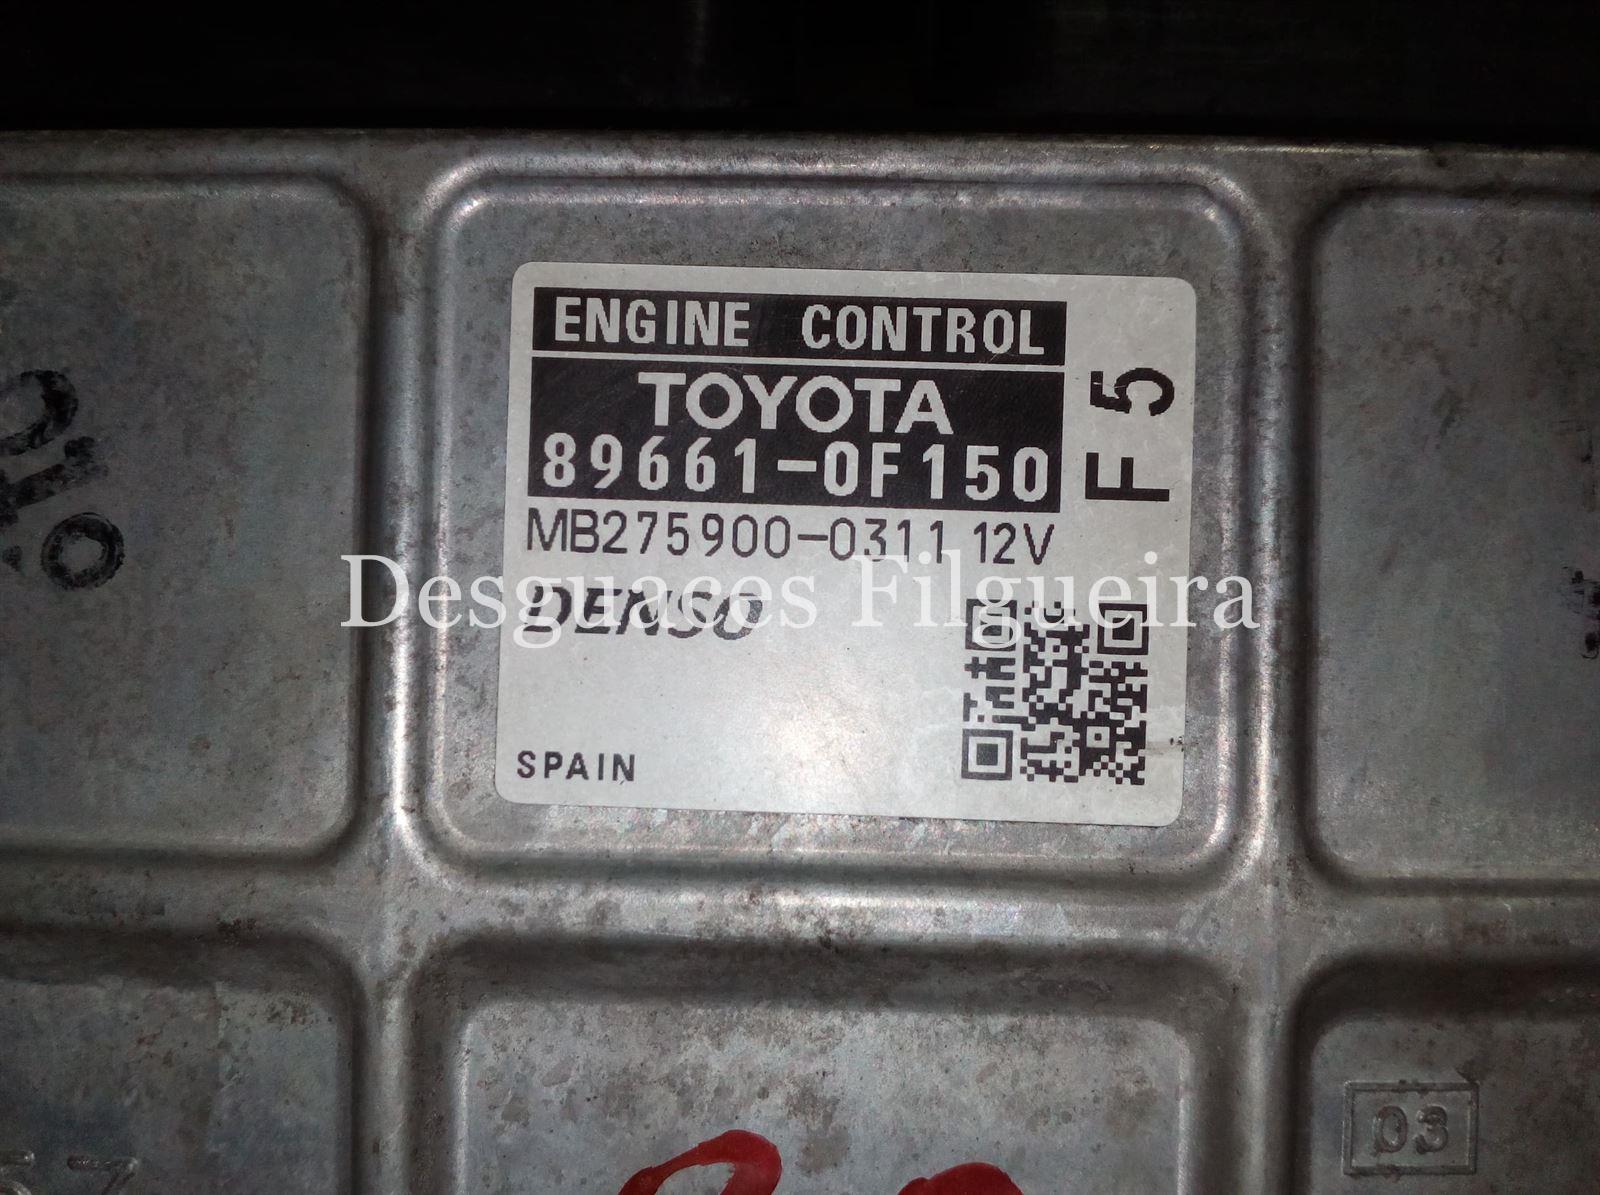 ENGINE CONTROL
TOYOTA
89661-0F150
F5
MB275900-0311 12V
DENSO
Desguaces Filgueira
SPAIN
03